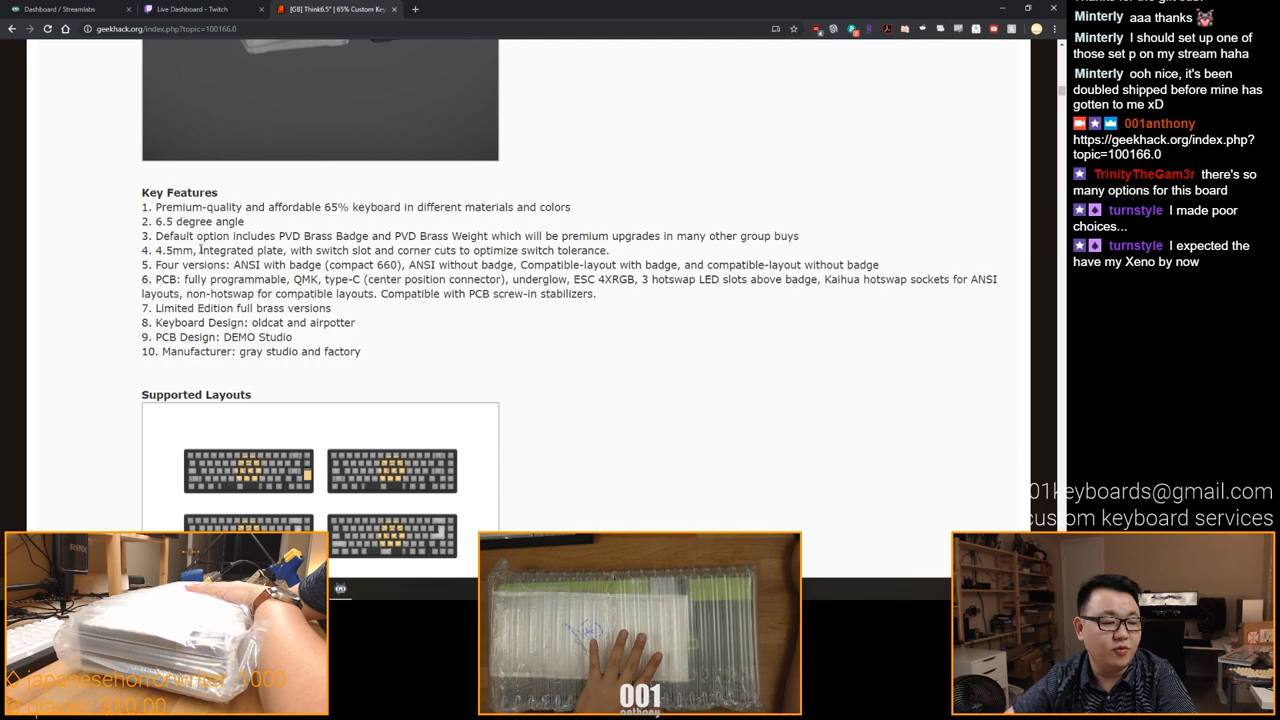 Dashboard / Streamlabs
Live Dashboard - Twitch
[GB] Think6.5° | 65% Custom Key
geekhack.org/index.php?topic=100166.0
Key Features
1. Premium-quality and affordable 65% keyboard in different materials and colors
2. 6.5 degree angle
3. Default option includes PVD Brass Badge and PVD Brass Weight which will be premium upgrades in many other group buys
4. 4.5mm, integrated plate, with switch slot and corner cuts to optimize switch tolerance.
5. Four versions: ANSI with badge (compact 660), ANSI without badge, Compatible-layout with badge, and compatible-layout without badge
6. PCB: fully programmable, QMK, type-C (center position connector), underglow, ESC 4XRGB, 3 hotswap LED slots above badge, Kaihua hotswap sockets for ANSI
layouts, non-hotswap for compatible layouts. Compatible with PCB screw-in stabilizers.
7. Limited Edition full brass versions
8. Keyboard Design: oldcat and airpotter
9. PCB Design: DEMO Studio
10. Manufacturer: gray studio and factory
Supported Layouts
Minterly aaa thanks
Minterly I should set up one of
those set p on my stream haha
Minterly ooh nice, it's been
doubled shipped before mine has
gotten to me xD
001anthony
https://geekhack.org/index.php?
topic=100166.0
TrinityTheGam3r there's so
many options for this board
turnstyle I made poor
choices...
turnstyle I expected the
have my Xeno by now
01keyboards@gmail.com
custom keyboard services
japanesehorrorwriter 1000
$10.00
001
anthony